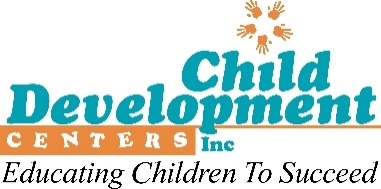 Child
Development
CENTERS Inc
Educating Children To Succeed